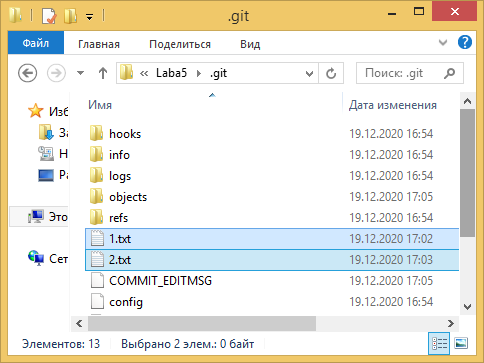 .git
Файл Главная Поделиться Вид
Laba5 .git Поиск: .git
Имя Дата изменения
hooks 19.12.2020 16:54
info 19.12.2020 16:54
logs 19.12.2020 16:54
objects 19.12.2020 17:05
refs 19.12.2020 16:54
1.txt 19.12.2020 17:02
2.txt 19.12.2020 17:03
COMMIT_EDITMSG 19.12.2020 17:05
config 19.12.2020 16:54
Изб
За
Н
Ра
Это
Сет
Элементов: 13 Выбрано 2 элем.: 0 байт